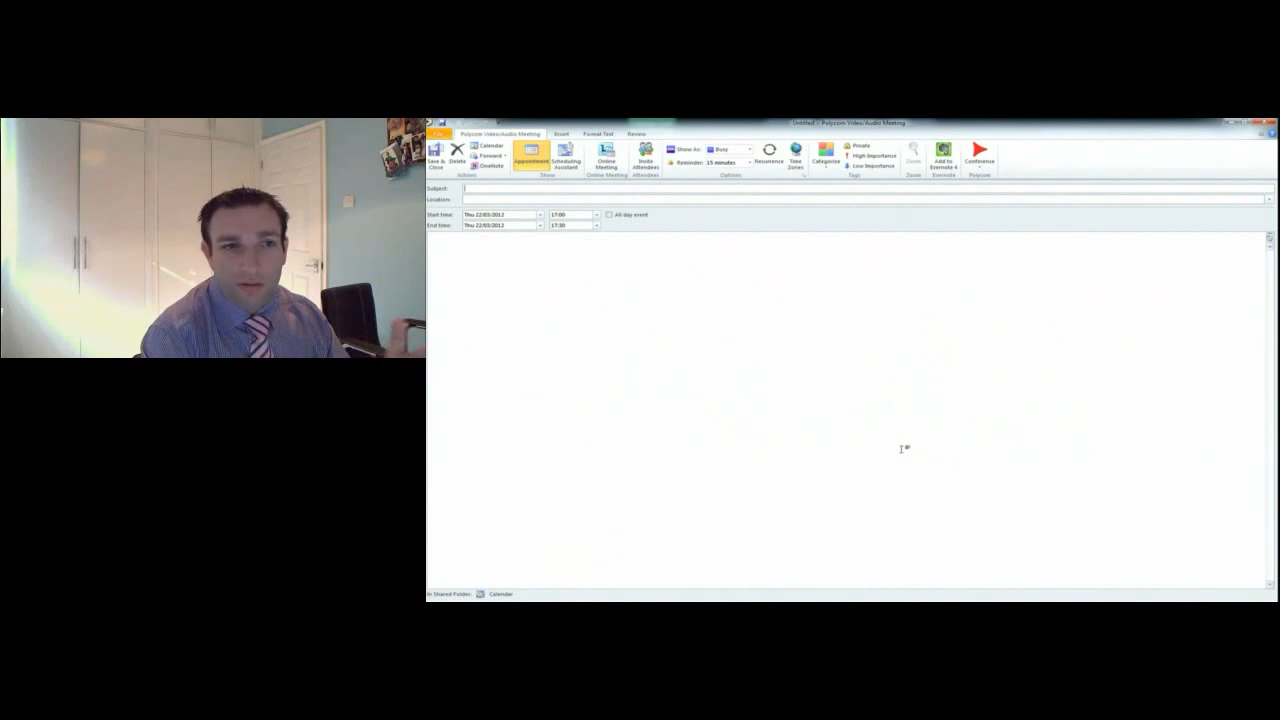 Untitled - Polycom Video/Audio Meeting
File Polycom Video/Audio Meeting Insert Format Text Review
Save & Close
Delete
Calendar
Forward
OneNote
Actions
Appointment
Scheduling Assistant
Show
Online Meeting
Online Meeting
Invite Attendees
Attendees
Show As: Busy
Reminder: 15 minutes
Recurrence
Time Zones
Options
Categorize
Private
High Importance
Low Importance
Tags
Zoom
Zoom
Add to Evernote 4
Evernote
Conference
Polycom
Subject:
Location:
Start time: Thu 22/03/2012 17:00 All day event
End time: Thu 22/03/2012 17:30
In Shared Folder: Calendar